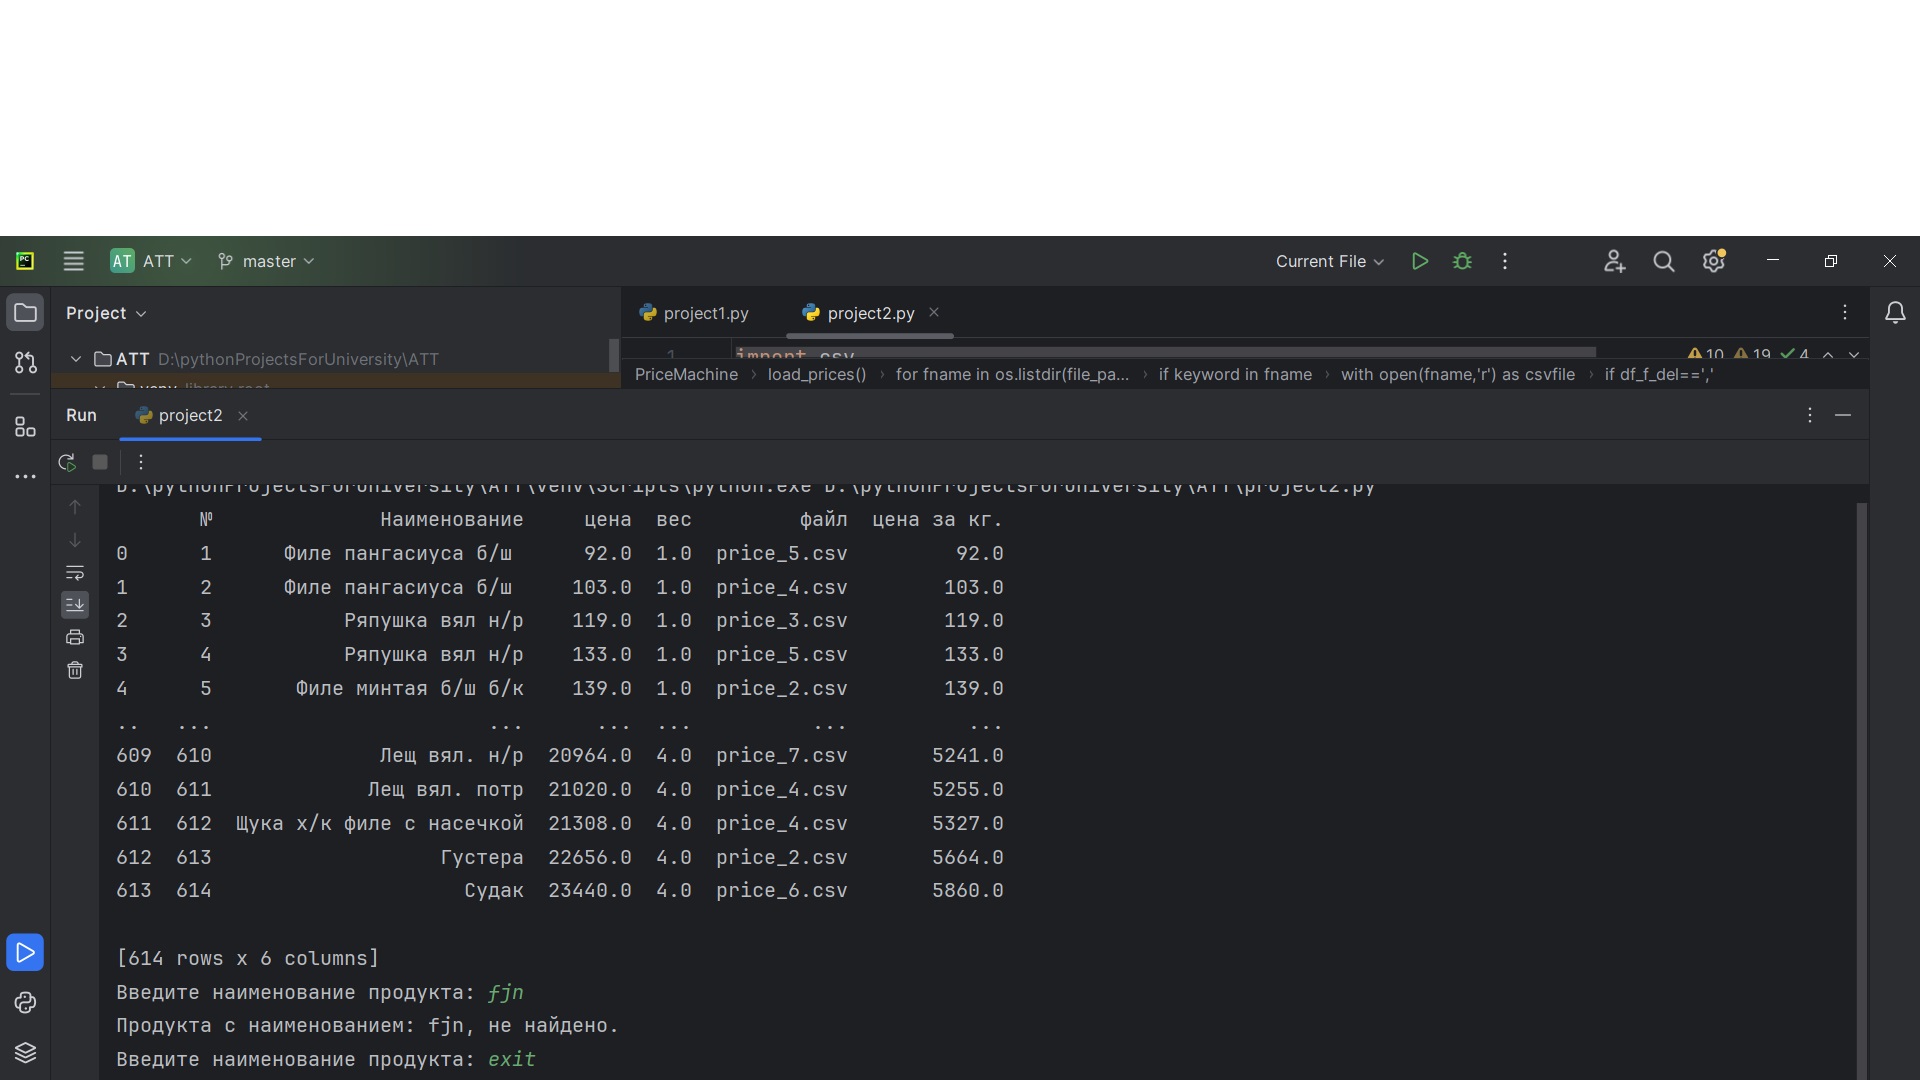 PC
AT ATT master Current File
Project
project1.py project2.py
ATT D:\pythonProjectsForUniversity\ATT
1 import csv 10 19 4
venv library root
PriceMachine load_prices() for fname in os.listdir(file_pa... if keyword in fname with open(fname,'r') as csvfile if df_f_del==','
Run project2
D:\pythonProjectsForUniversity\ATT\venv\Scripts\python.exe D:\pythonProjectsForUniversity\ATT\project2.py
№ Наименование цена вес файл цена за кг.
0 1 Филе пангасиуса б/ш 92.0 1.0 price_5.csv 92.0
1 2 Филе пангасиуса б/ш 103.0 1.0 price_4.csv 103.0
2 3 Ряпушка вял н/р 119.0 1.0 price_3.csv 119.0
3 4 Ряпушка вял н/р 133.0 1.0 price_5.csv 133.0
4 5 Филе минтая б/ш б/к 139.0 1.0 price_2.csv 139.0
.. ... ... ... ... ... ...
609 610 Лещ вял. н/р 20964.0 4.0 price_7.csv 5241.0
610 611 Лещ вял. потр 21020.0 4.0 price_4.csv 5255.0
611 612 Щука х/к филе с насечкой 21308.0 4.0 price_4.csv 5327.0
612 613 Густера 22656.0 4.0 price_2.csv 5664.0
613 614 Судак 23440.0 4.0 price_6.csv 5860.0
[614 rows x 6 columns]
Введите наименование продукта: fjn
Продукта с наименованием: fjn, не найдено.
Введите наименование продукта: exit